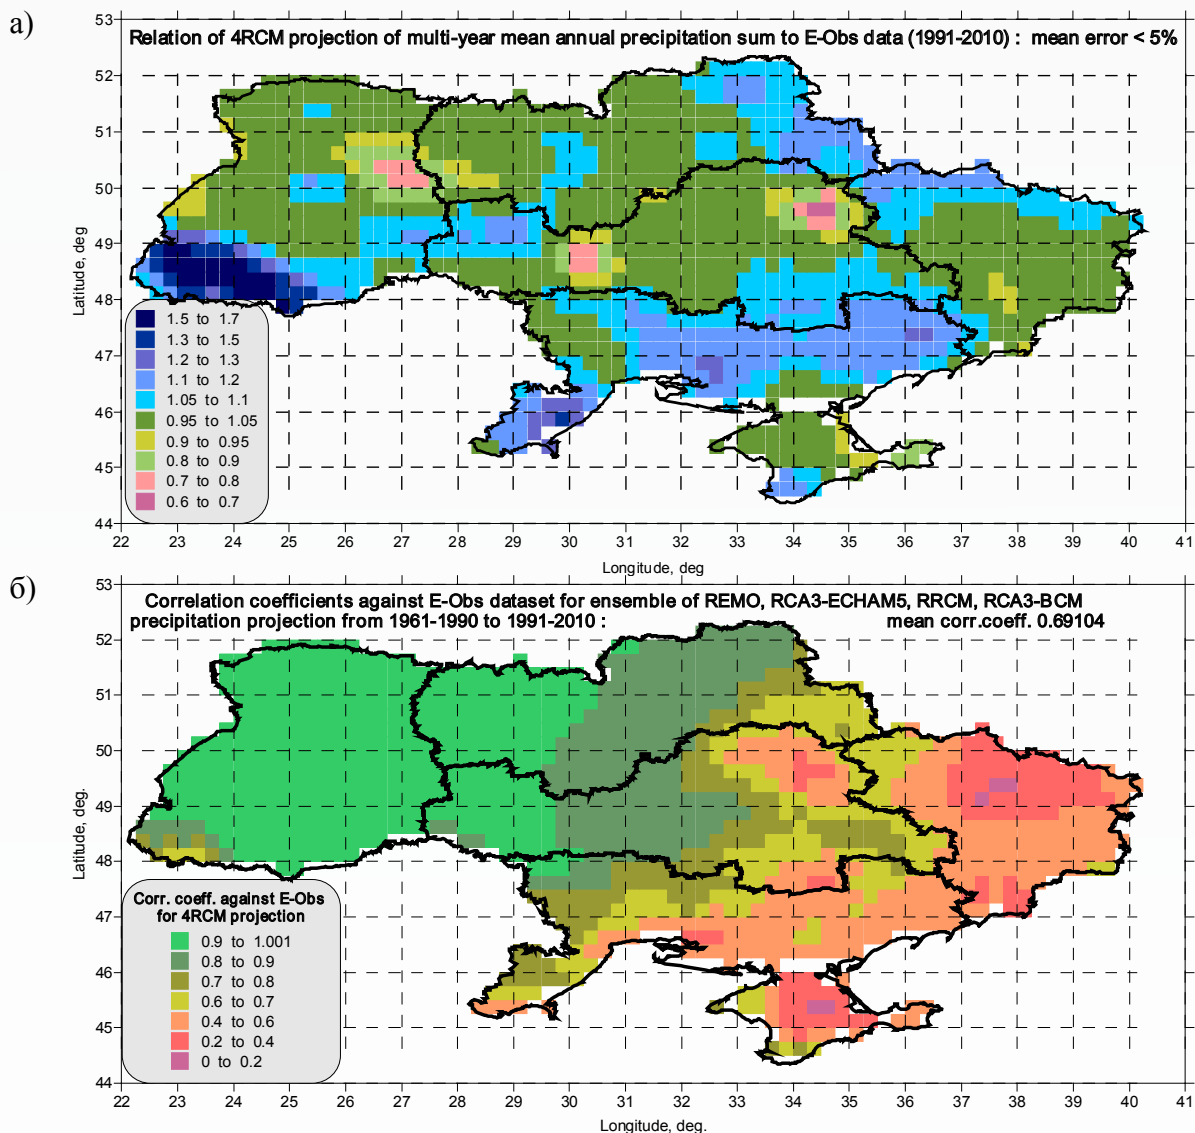 а)
Relation of 4RCM projection of multi-year mean annual precipitation sum to E-Obs data (1991-2010) : mean error < 5%
53
52
51
50
49
48
47
46
45
44
Latitude, deg
1.5 to 1.7
1.3 to 1.5
1.2 to 1.3
1.1 to 1.2
1.05 to 1.1
0.95 to 1.05
0.9 to 0.95
0.8 to 0.9
0.7 to 0.8
0.6 to 0.7
22 23 24 25 26 27 28 29 30 31 32 33 34 35 36 37 38 39 40 41
Longitude, deg
б)
Correlation coefficients against E-Obs dataset for ensemble of REMO, RCA3-ECHAM5, RRCM, RCA3-BCM
precipitation projection from 1961-1990 to 1991-2010 : mean corr.coeff. 0.69104
53
52
51
50
49
48
47
46
45
44
Latitude, deg.
Corr. coeff. against E-Obs
for 4RCM projection
0.9 to 1.001
0.8 to 0.9
0.7 to 0.8
0.6 to 0.7
0.4 to 0.6
0.2 to 0.4
0 to 0.2
22 23 24 25 26 27 28 29 30 31 32 33 34 35 36 37 38 39 40 41
Longitude, deg.